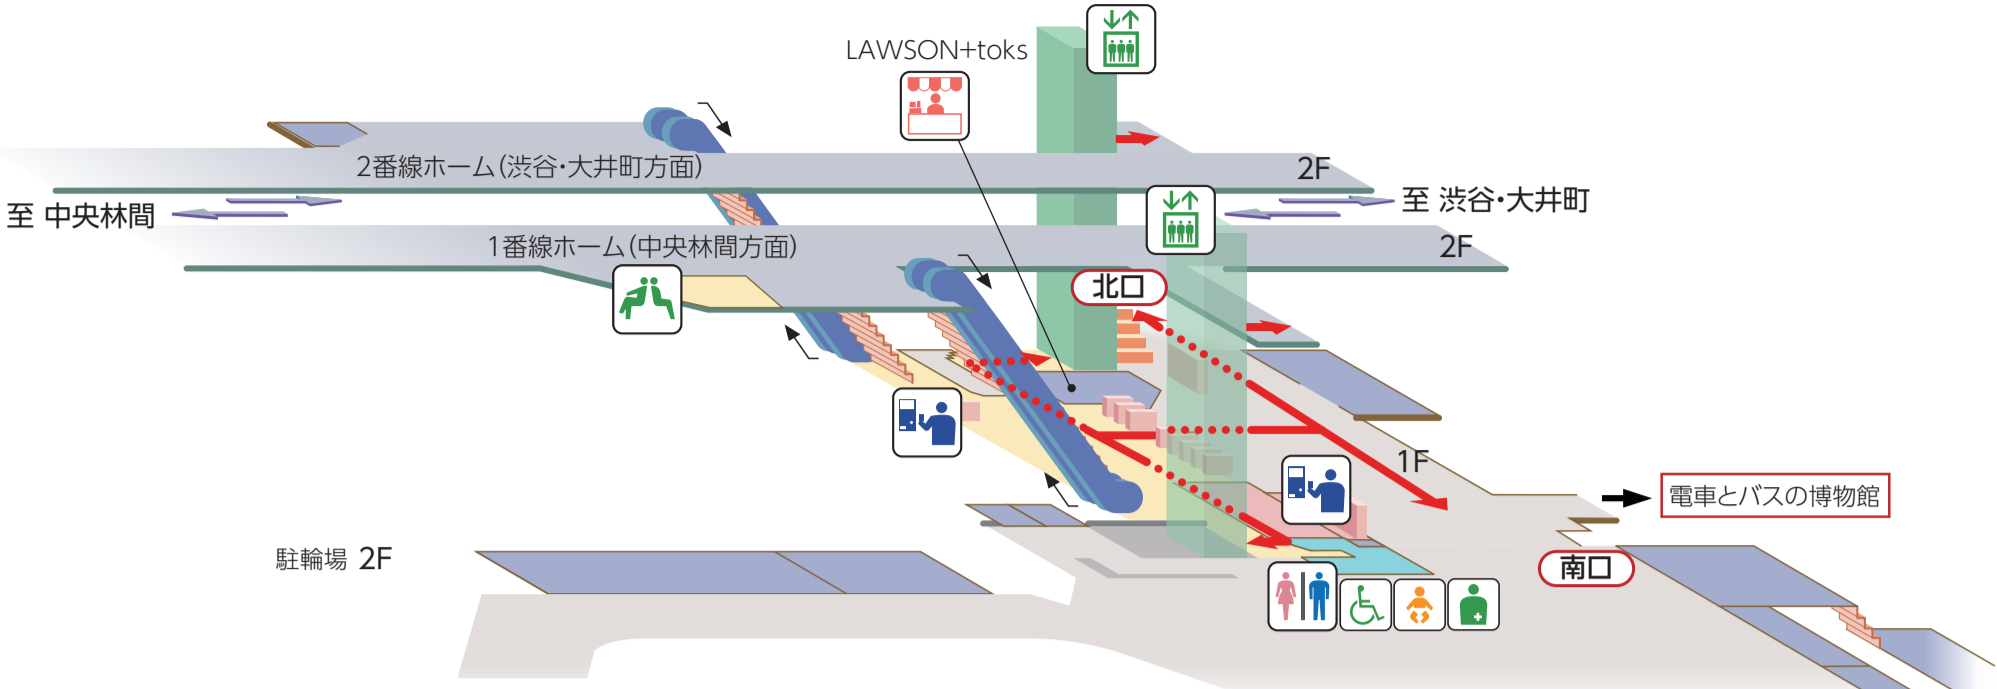 LAWSON+toks
2番線ホーム(渋谷・大井町方面)
2F
至 中央林間
至 渋谷・大井町
1番線ホーム(中央林間方面)
2F
北口
1F
電車とバスの博物館
駐輪場 2F
南口